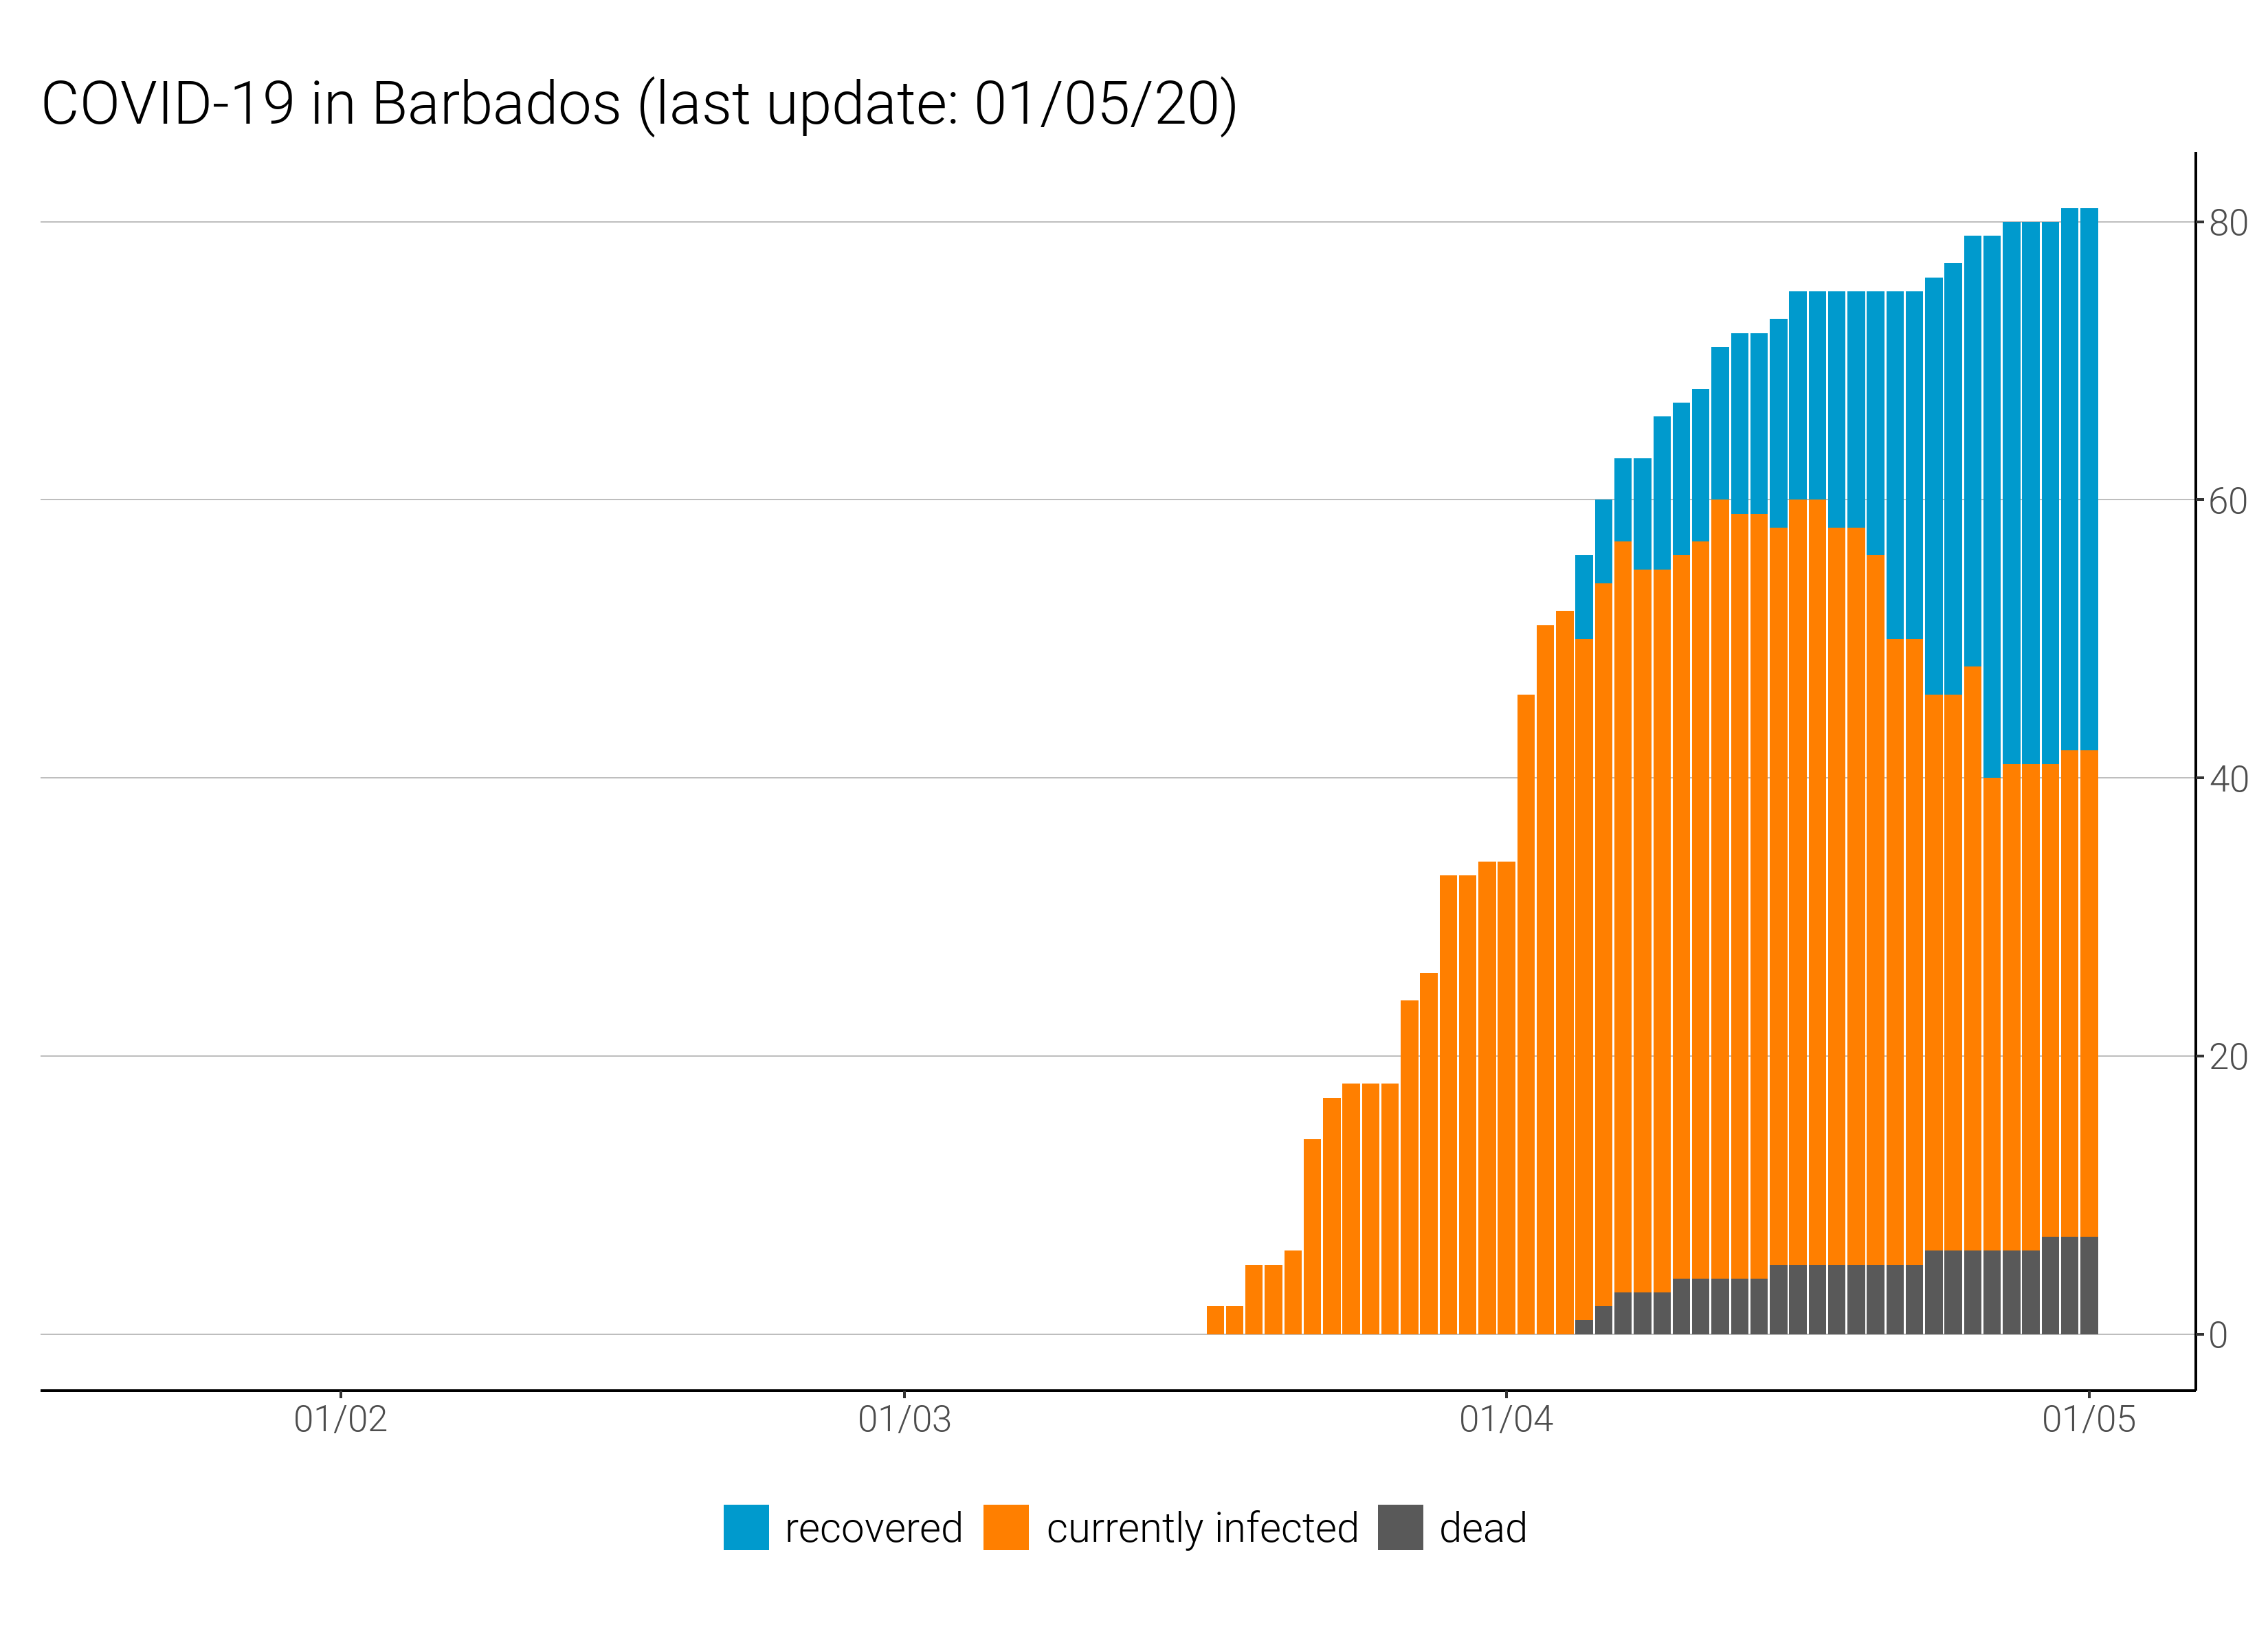 COVID-19 in Barbados (last update: 01/05/20)
80
60
40
20
0
01/02 01/03 01/04 01/05
recovered currently infected dead